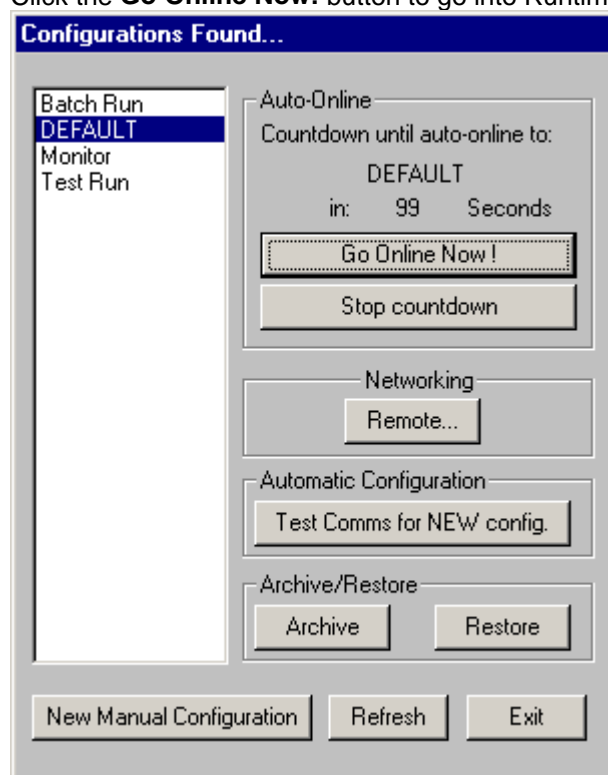 Click the Go Online Now! button to go into Runtim
Configurations Found...
Batch Run
DEFAULT
Monitor
Test Run
Auto-Online
Countdown until auto-online to:
DEFAULT
in: 99 Seconds
Go Online Now !
Stop countdown
Networking
Remote...
Automatic Configuration
Test Comms for NEW config.
Archive/Restore
Archive Restore
New Manual Configuration Refresh Exit